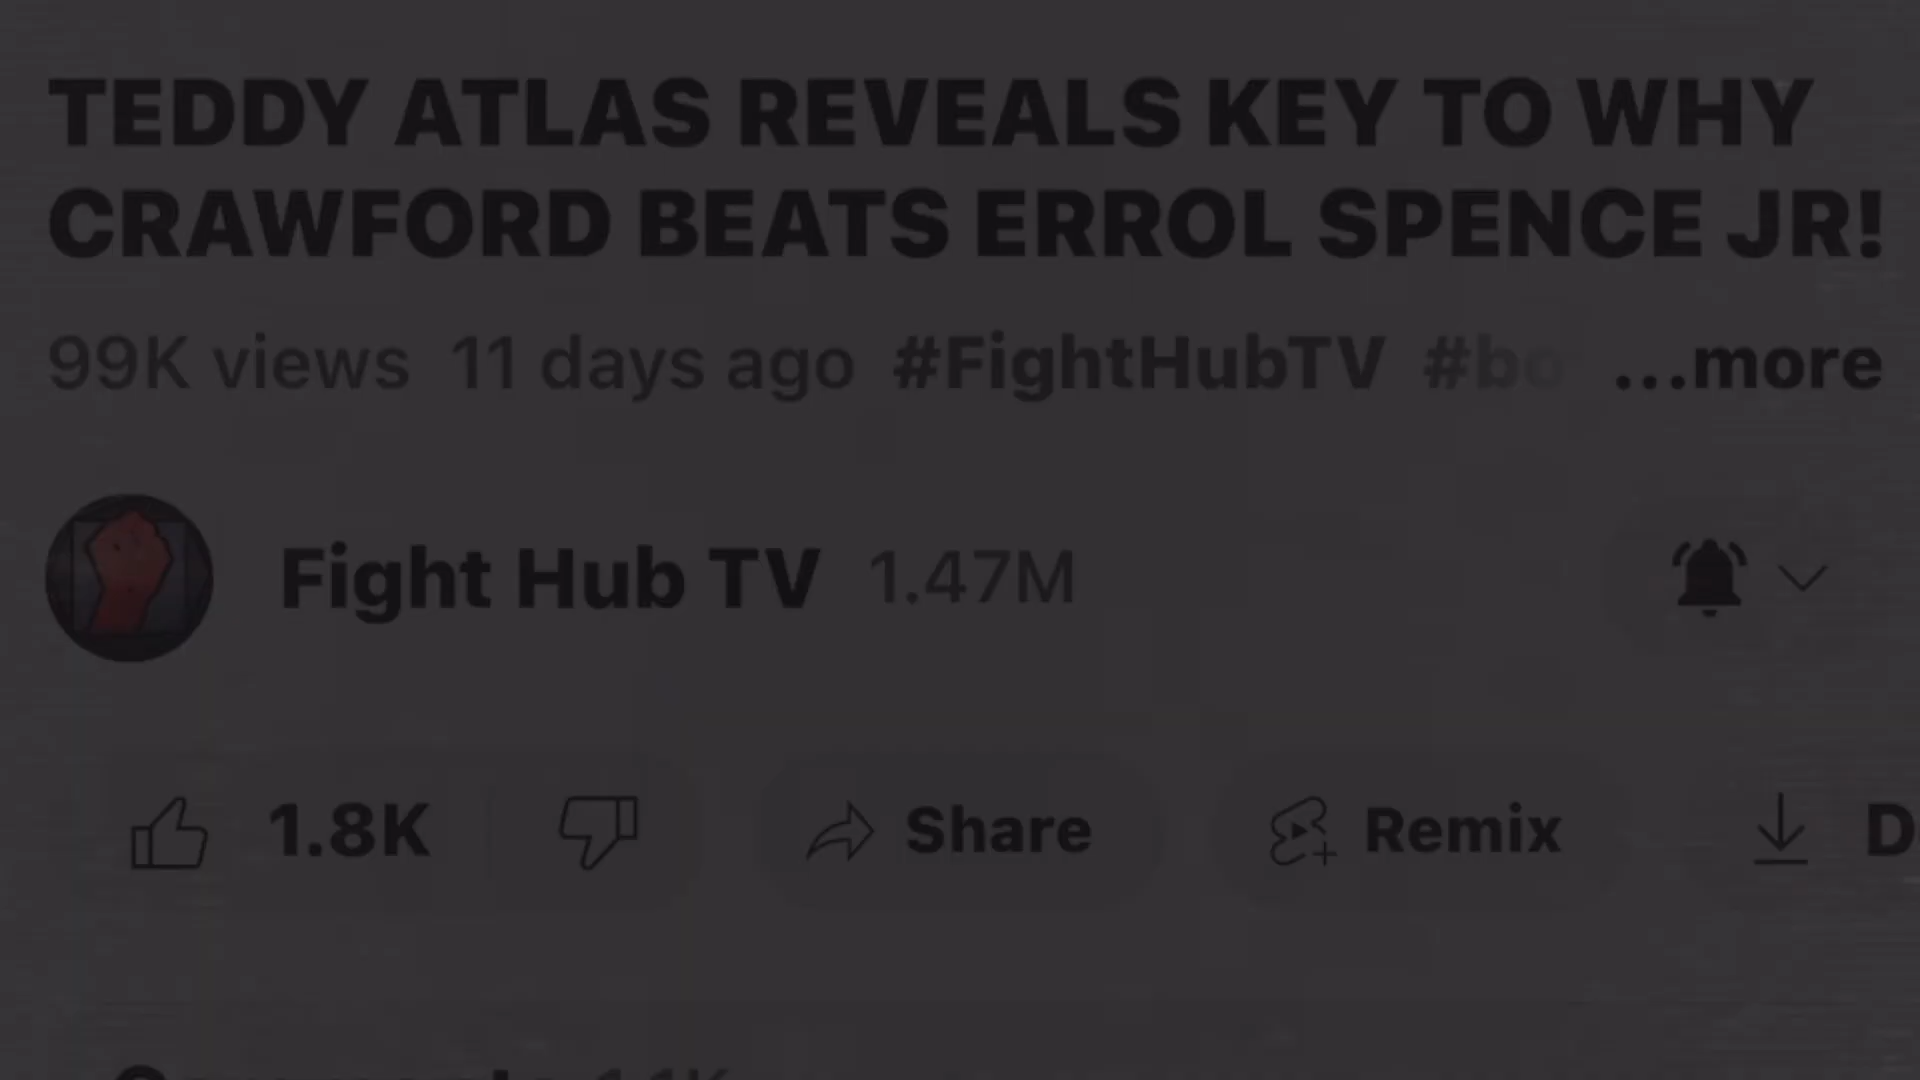 TEDDY ATLAS REVEALS KEY TO WHY
CRAWFORD BEATS ERROL SPENCE JR!
99K views 11 days ago #FightHubTV #bo ...more
Fight Hub TV 1.47M
1.8K Share Remix D